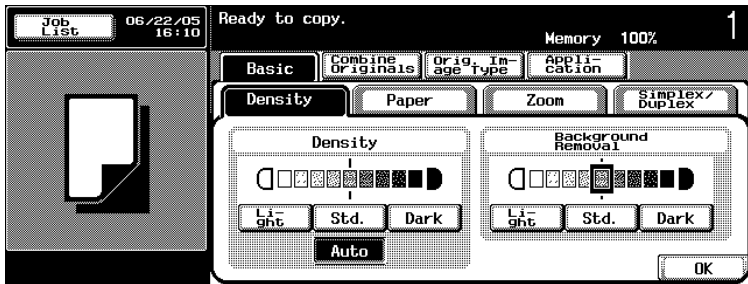 Job
List
06/22/05
16:10
Ready to copy.
Memory 100%
1
Basic
Combine
Originals
Orig. Im-
age Type
Appli-
cation
Density
Paper
Zoom
Simplex/
Duplex
Density
Background
Removal
Li-
ght
Std.
Dark
Li-
ght
Std.
Dark
Auto
OK